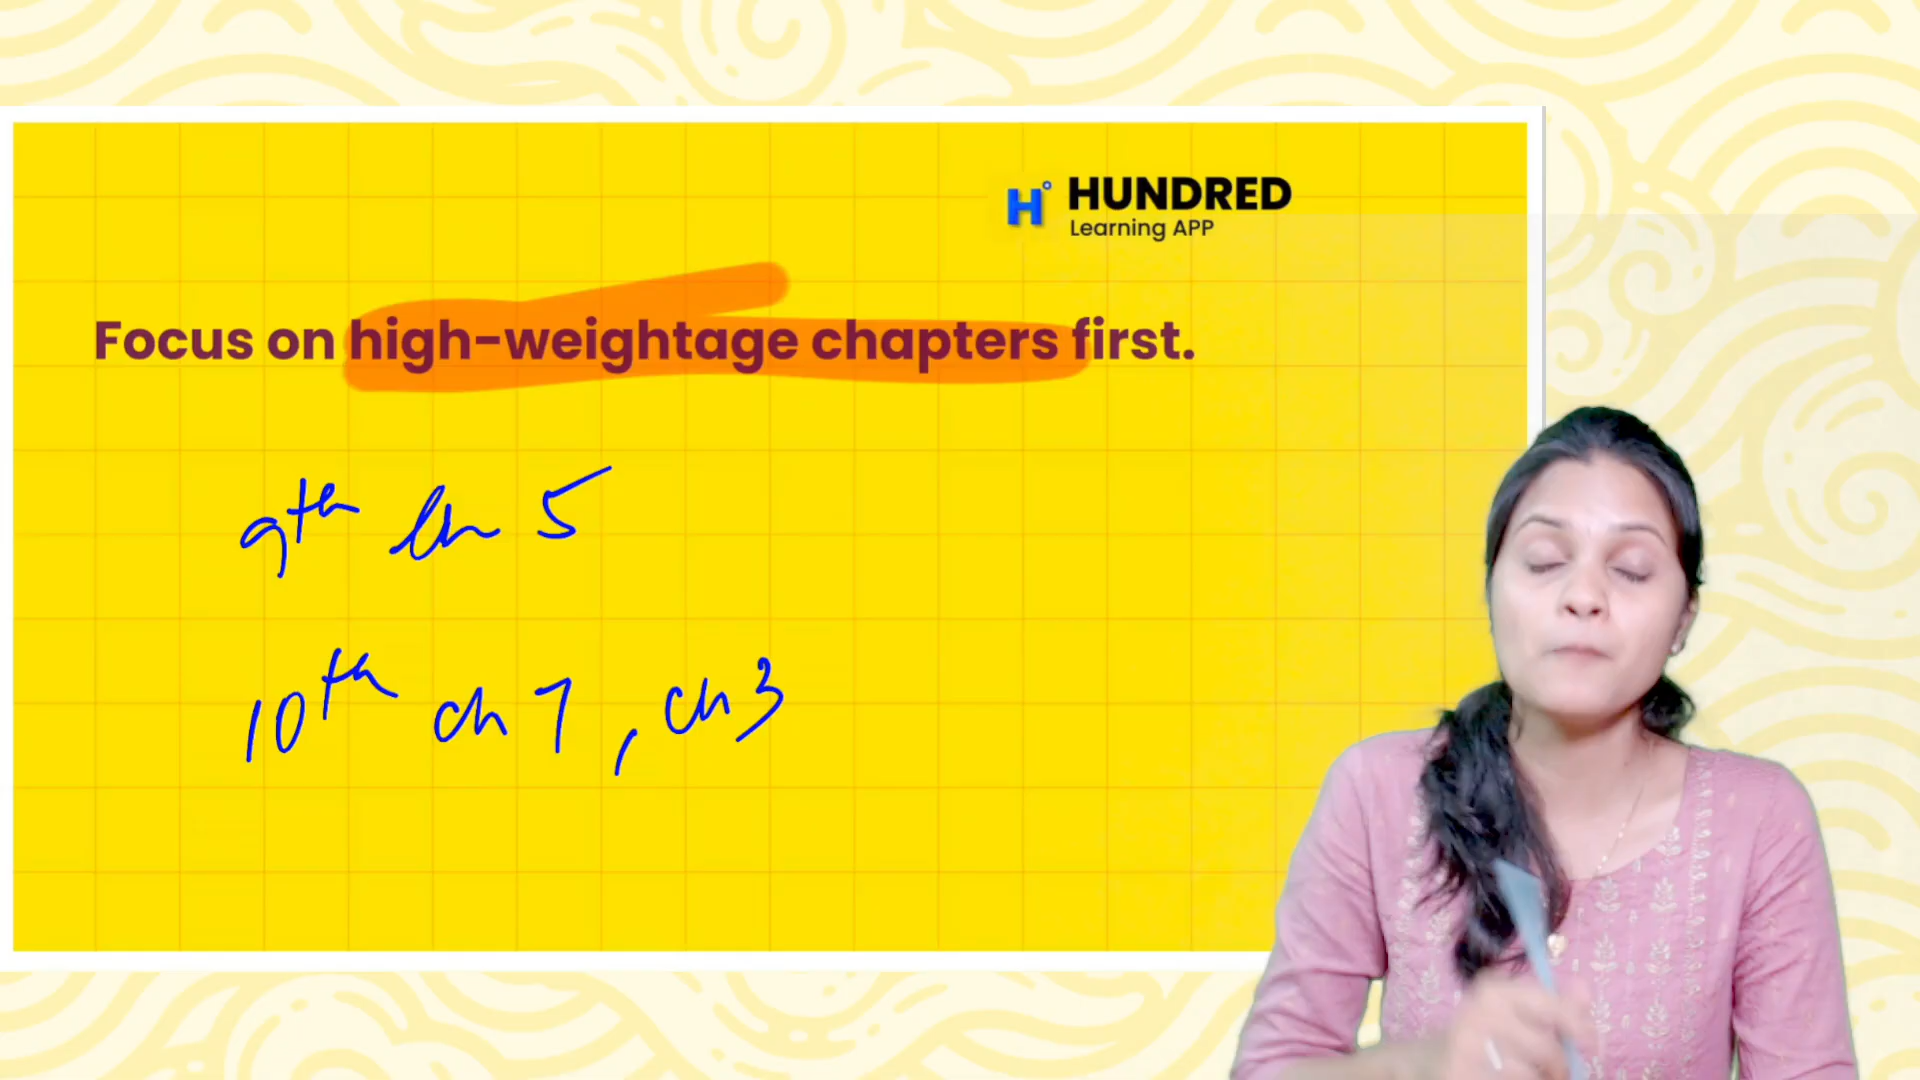 H HUNDRED
Learning APP
Focus on high-weightage chapters first.
9th ch 5
10th ch 7, ch 3